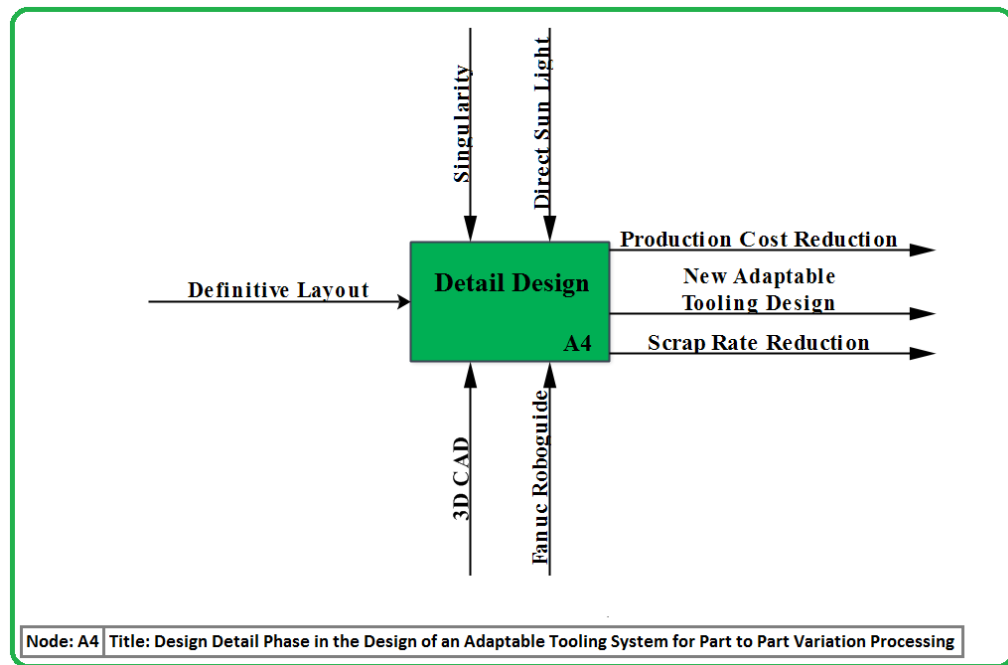 Singularity
Direct Sun Light
Production Cost Reduction
New Adaptable
Tooling Design
Scrap Rate Reduction
Definitive Layout
Detail Design
A4
3D CAD
Fanuc Roboguide
Node: A4 Title: Design Detail Phase in the Design of an Adaptable Tooling System for Part to Part Variation Processing